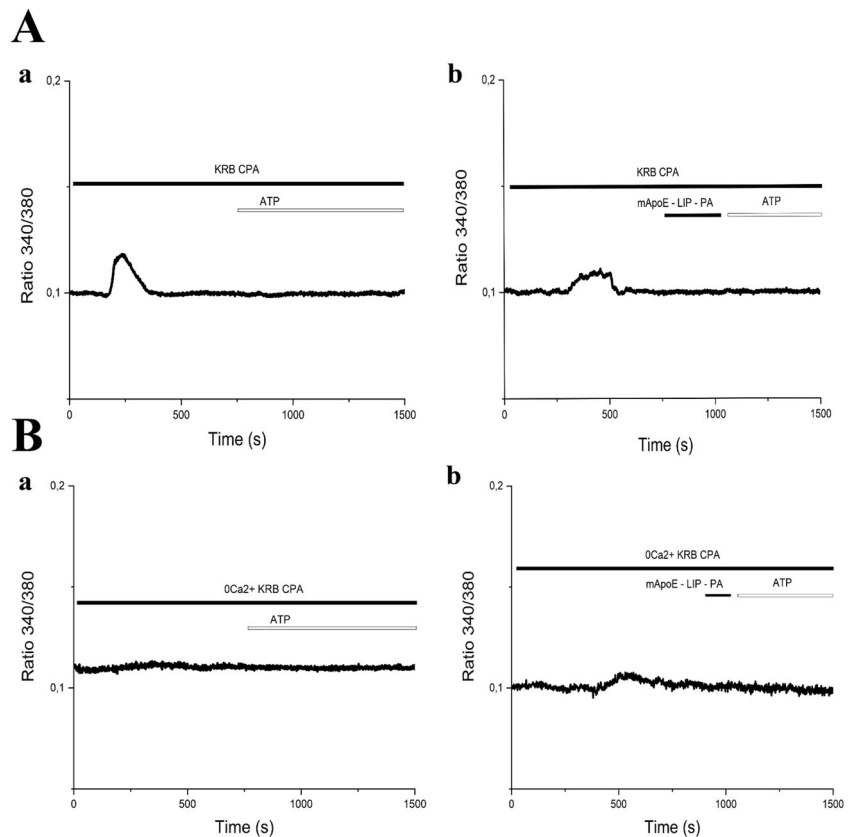 A
a
0,2
KRB CPA
ATP
Ratio 340/380
0,1
0
500
1000
1500
Time (s)
b
0,2
KRB CPA
mApoE - LIP - PA
ATP
Ratio 340/380
0,1
0
500
1000
1500
Time (s)
B
a
0,2
0Ca2+ KRB CPA
ATP
Ratio 340/380
0,1
0
500
1000
1500
Time (s)
b
0,2
0Ca2+ KRB CPA
mApoE - LIP - PA
ATP
Ratio 340/380
0,1
0
500
1000
1500
Time (s)